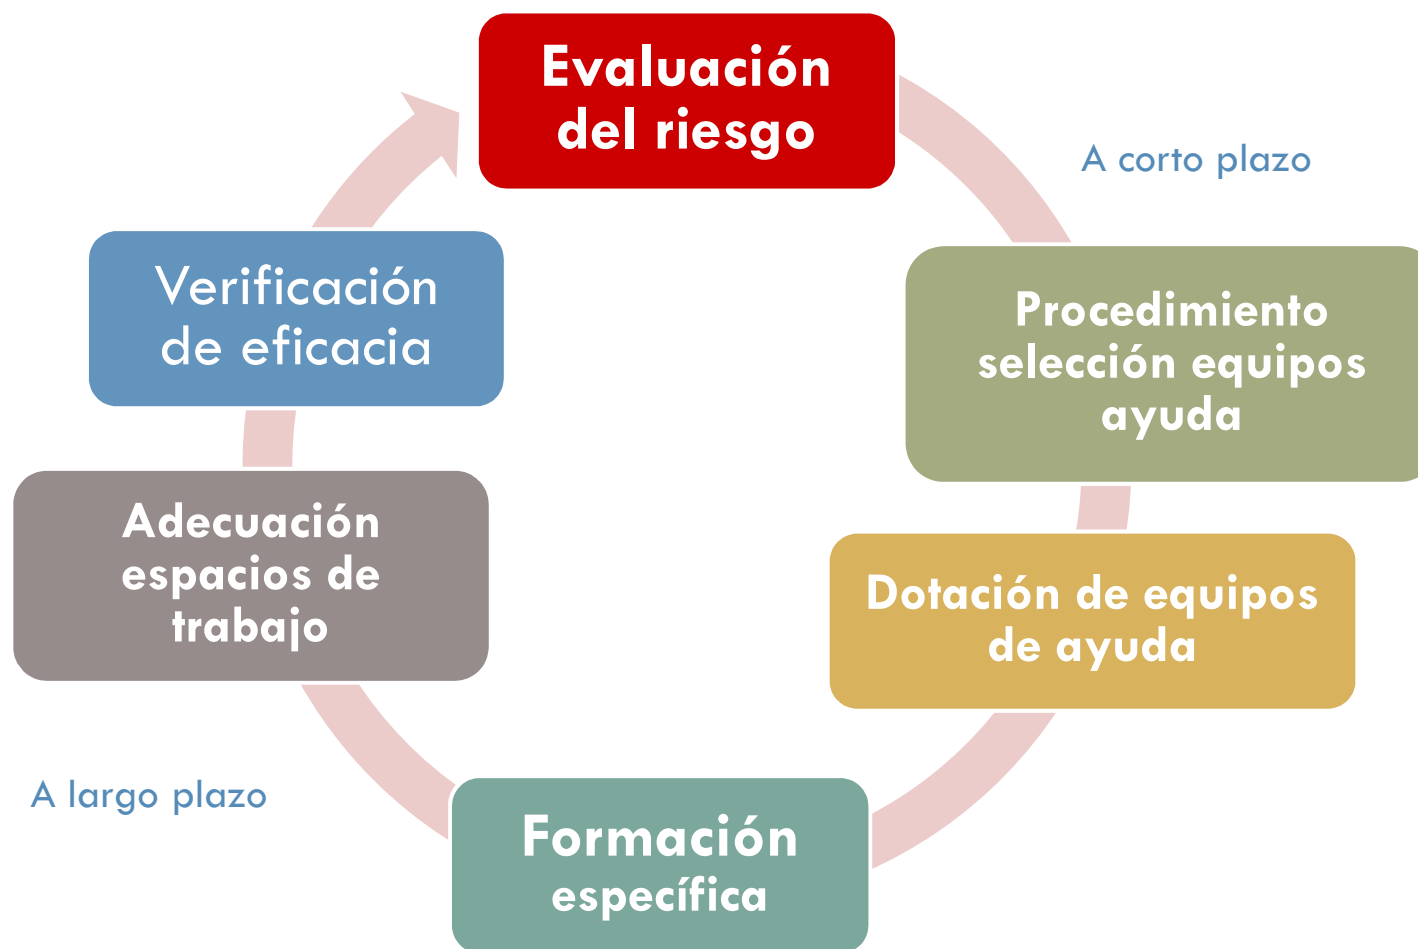 Evaluación
del riesgo
A corto plazo
Procedimiento
selección equipos
ayuda
Dotación de equipos
de ayuda
Formación
específica
A largo plazo
Adecuación
espacios de
trabajo
Verificación
de eficacia